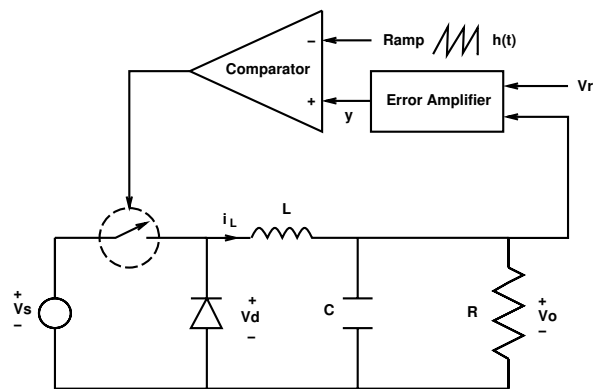 − Ramp h(t)
Comparator
Vr
+ Error Amplifier
y
i L L
+ Vs −
+ Vd −
C
R
+ Vo −